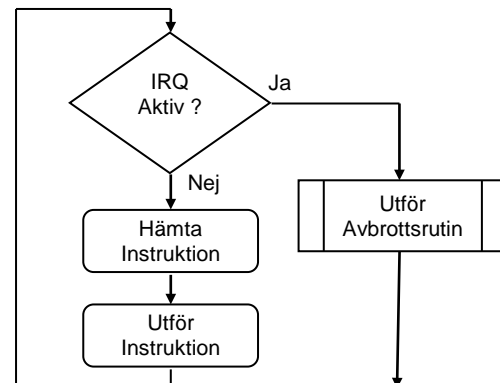 IRQ
Aktiv ?
Ja
Nej
Hämta
Instruktion
Utför
Avbrottsrutin
Utför
Instruktion